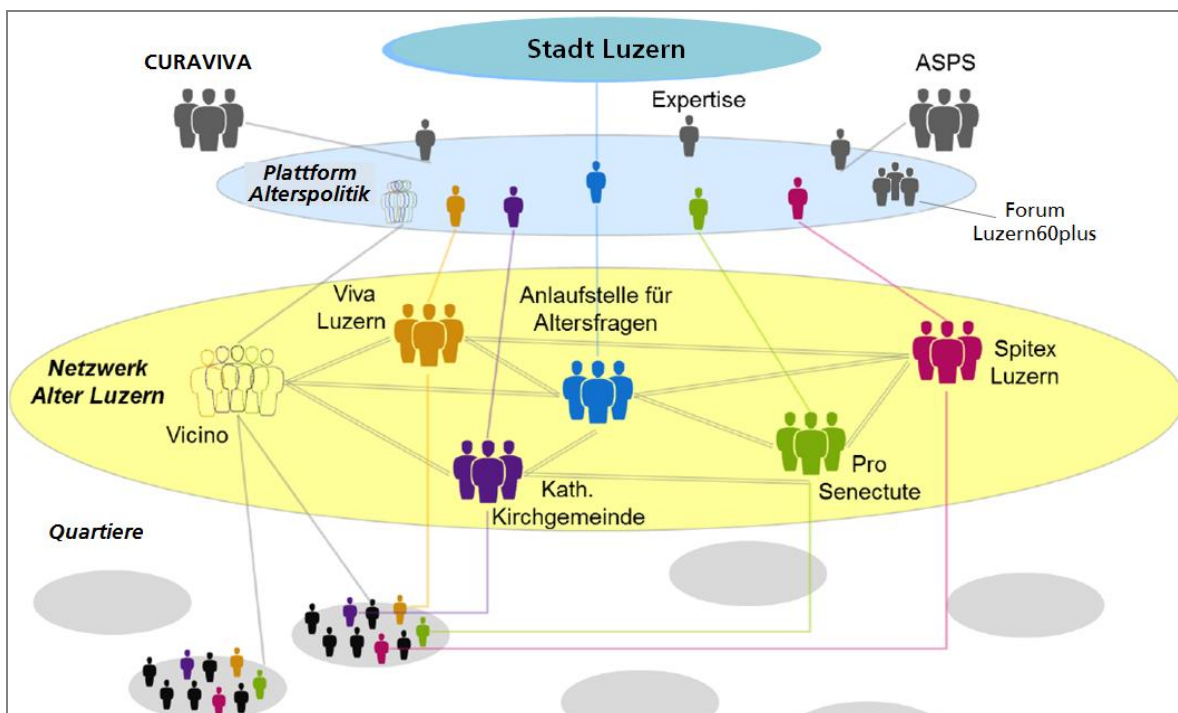 Stadt Luzern
CURAVIVA
ASPS
Expertise
Plattform
Alterspolitik
Forum
Luzern60plus
Viva
Luzern
Anlaufstelle für
Altersfragen
Spitex
Luzern
Netzwerk
Alter Luzern
Vicino
Pro
Senectute
Kath.
Kirchgemeinde
Quartiere